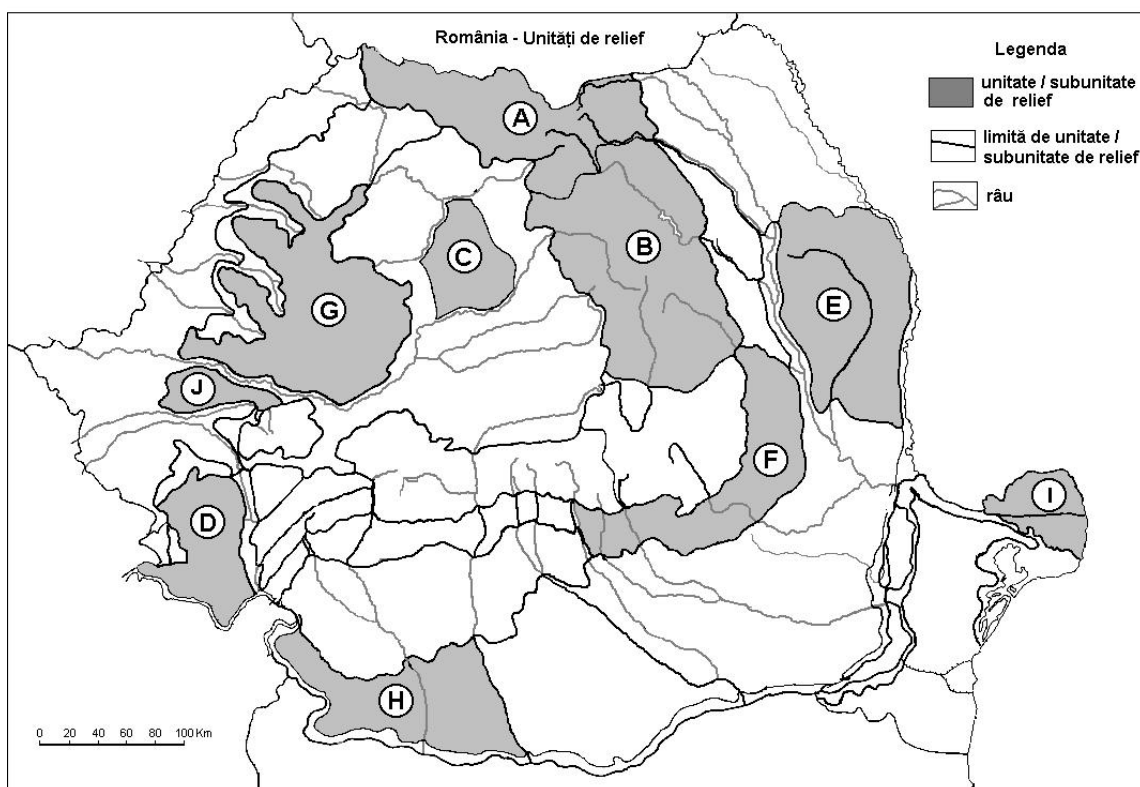 România - Unități de relief
Legenda
unitate / subunitate
de relief
limită de unitate /
subunitate de relief
râu
A
B
C
E
G
J
F
I
D
H
0 20 40 60 80 100 Km